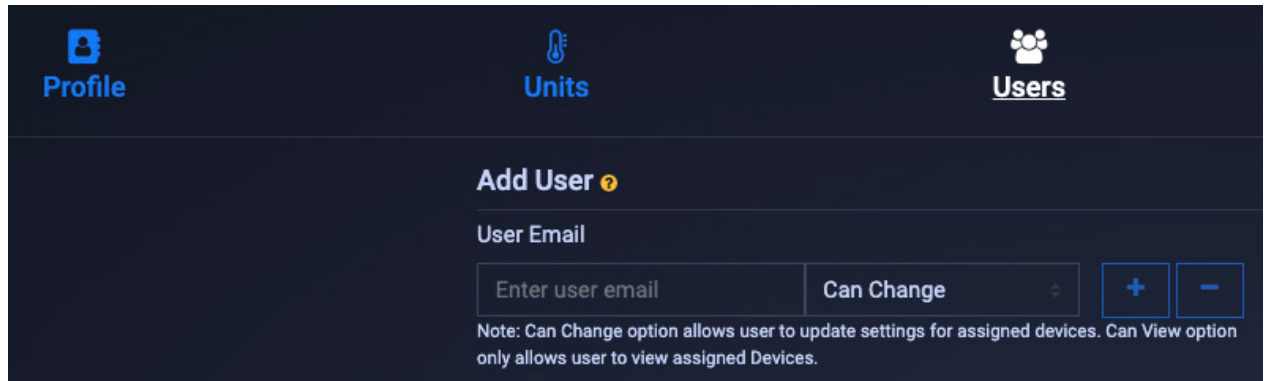 Profile
Units
Users
Add User ?
User Email
Enter user email
Can Change
+
−
Note: Can Change option allows user to update settings for assigned devices. Can View option
only allows user to view assigned Devices.